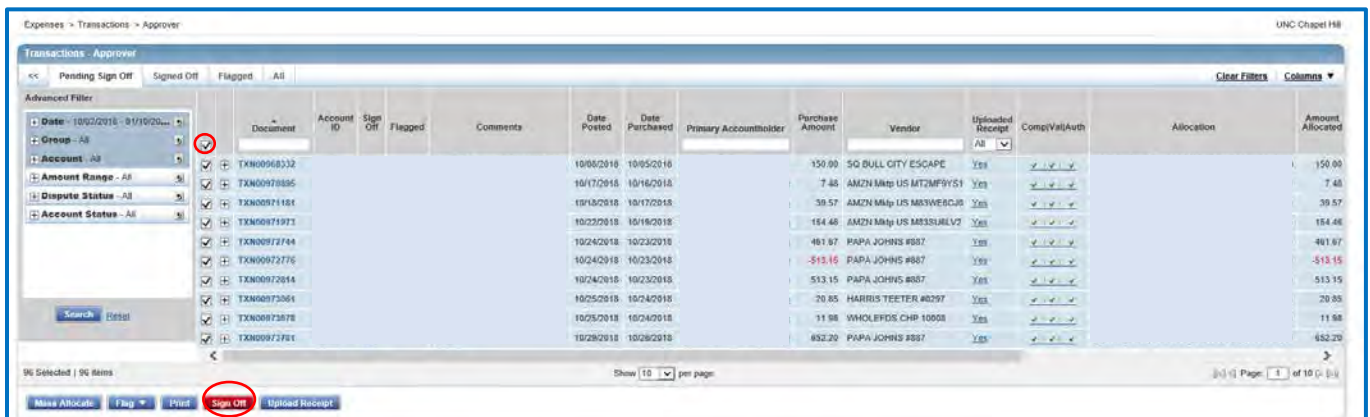 Expenses > Transactions > Approver UNC Chapel Hill
Transactions - Approver
<< Pending Sign Off Signed Off Flagged All Clear Filters Columns ▼
Advanced Filter
Date - 10/02/2018 - 01/10/20...
Group - All
Account - All
Amount Range - All
Dispute Status - All
Account Status - All
Search Reset
Document Account ID Sign Off Flagged Comments Date Posted Date Purchased Primary Accountholder Purchase Amount Vendor Uploaded Receipt Comp|Val|Auth Allocation Amount Allocated
All
TXN00968332 10/08/2018 10/05/2018 150.00 SQ BULL CITY ESCAPE Yes 150.00
TXN00970895 10/17/2018 10/16/2018 7.48 AMZN Mktp US MT2MF9YS1 Yes 7.48
TXN00971181 10/18/2018 10/17/2018 39.57 AMZN Mktp US Yes 39.57
TXN00971973 10/22/2018 10/19/2018 154.46 AMZN Mktp US Yes 154.46
TXN00972744 10/24/2018 10/23/2018 461.67 PAPA JOHNS #887 Yes 461.67
TXN00972776 10/24/2018 10/23/2018 -513.15 PAPA JOHNS #887 Yes -513.15
TXN00972814 10/24/2018 10/23/2018 513.15 PAPA JOHNS #887 Yes 513.15
TXN00973061 10/25/2018 10/24/2018 20.85 HARRIS TEETER #0297 Yes 20.85
TXN00973078 10/25/2018 10/24/2018 11.98 WHOLEFDS CHP 10008 Yes 11.98
TXN00973781 10/29/2018 10/26/2018 652.20 PAPA JOHNS #887 Yes 652.20
96 Selected | 96 items Show 10 per page Page: 1 of 10
Mass Allocate Flag ▼ Print Sign Off Upload Receipt